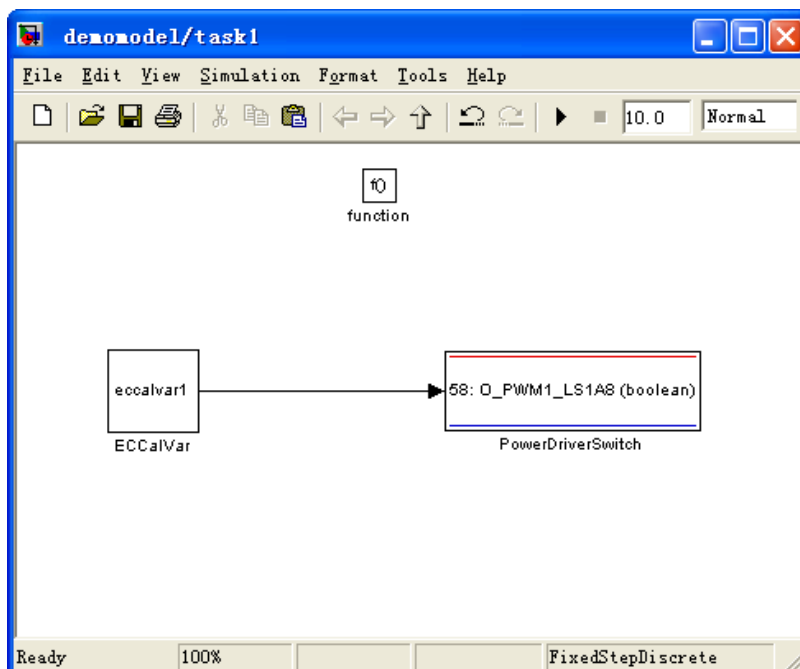 demomodel/task1
File Edit View Simulation Format Tools Help
10.0 Normal
f()
function
eccalvar1
58: O_PWM1_LS1A8 (boolean)
ECCalVar
PowerDriverSwitch
Ready 100% FixedStepDiscrete